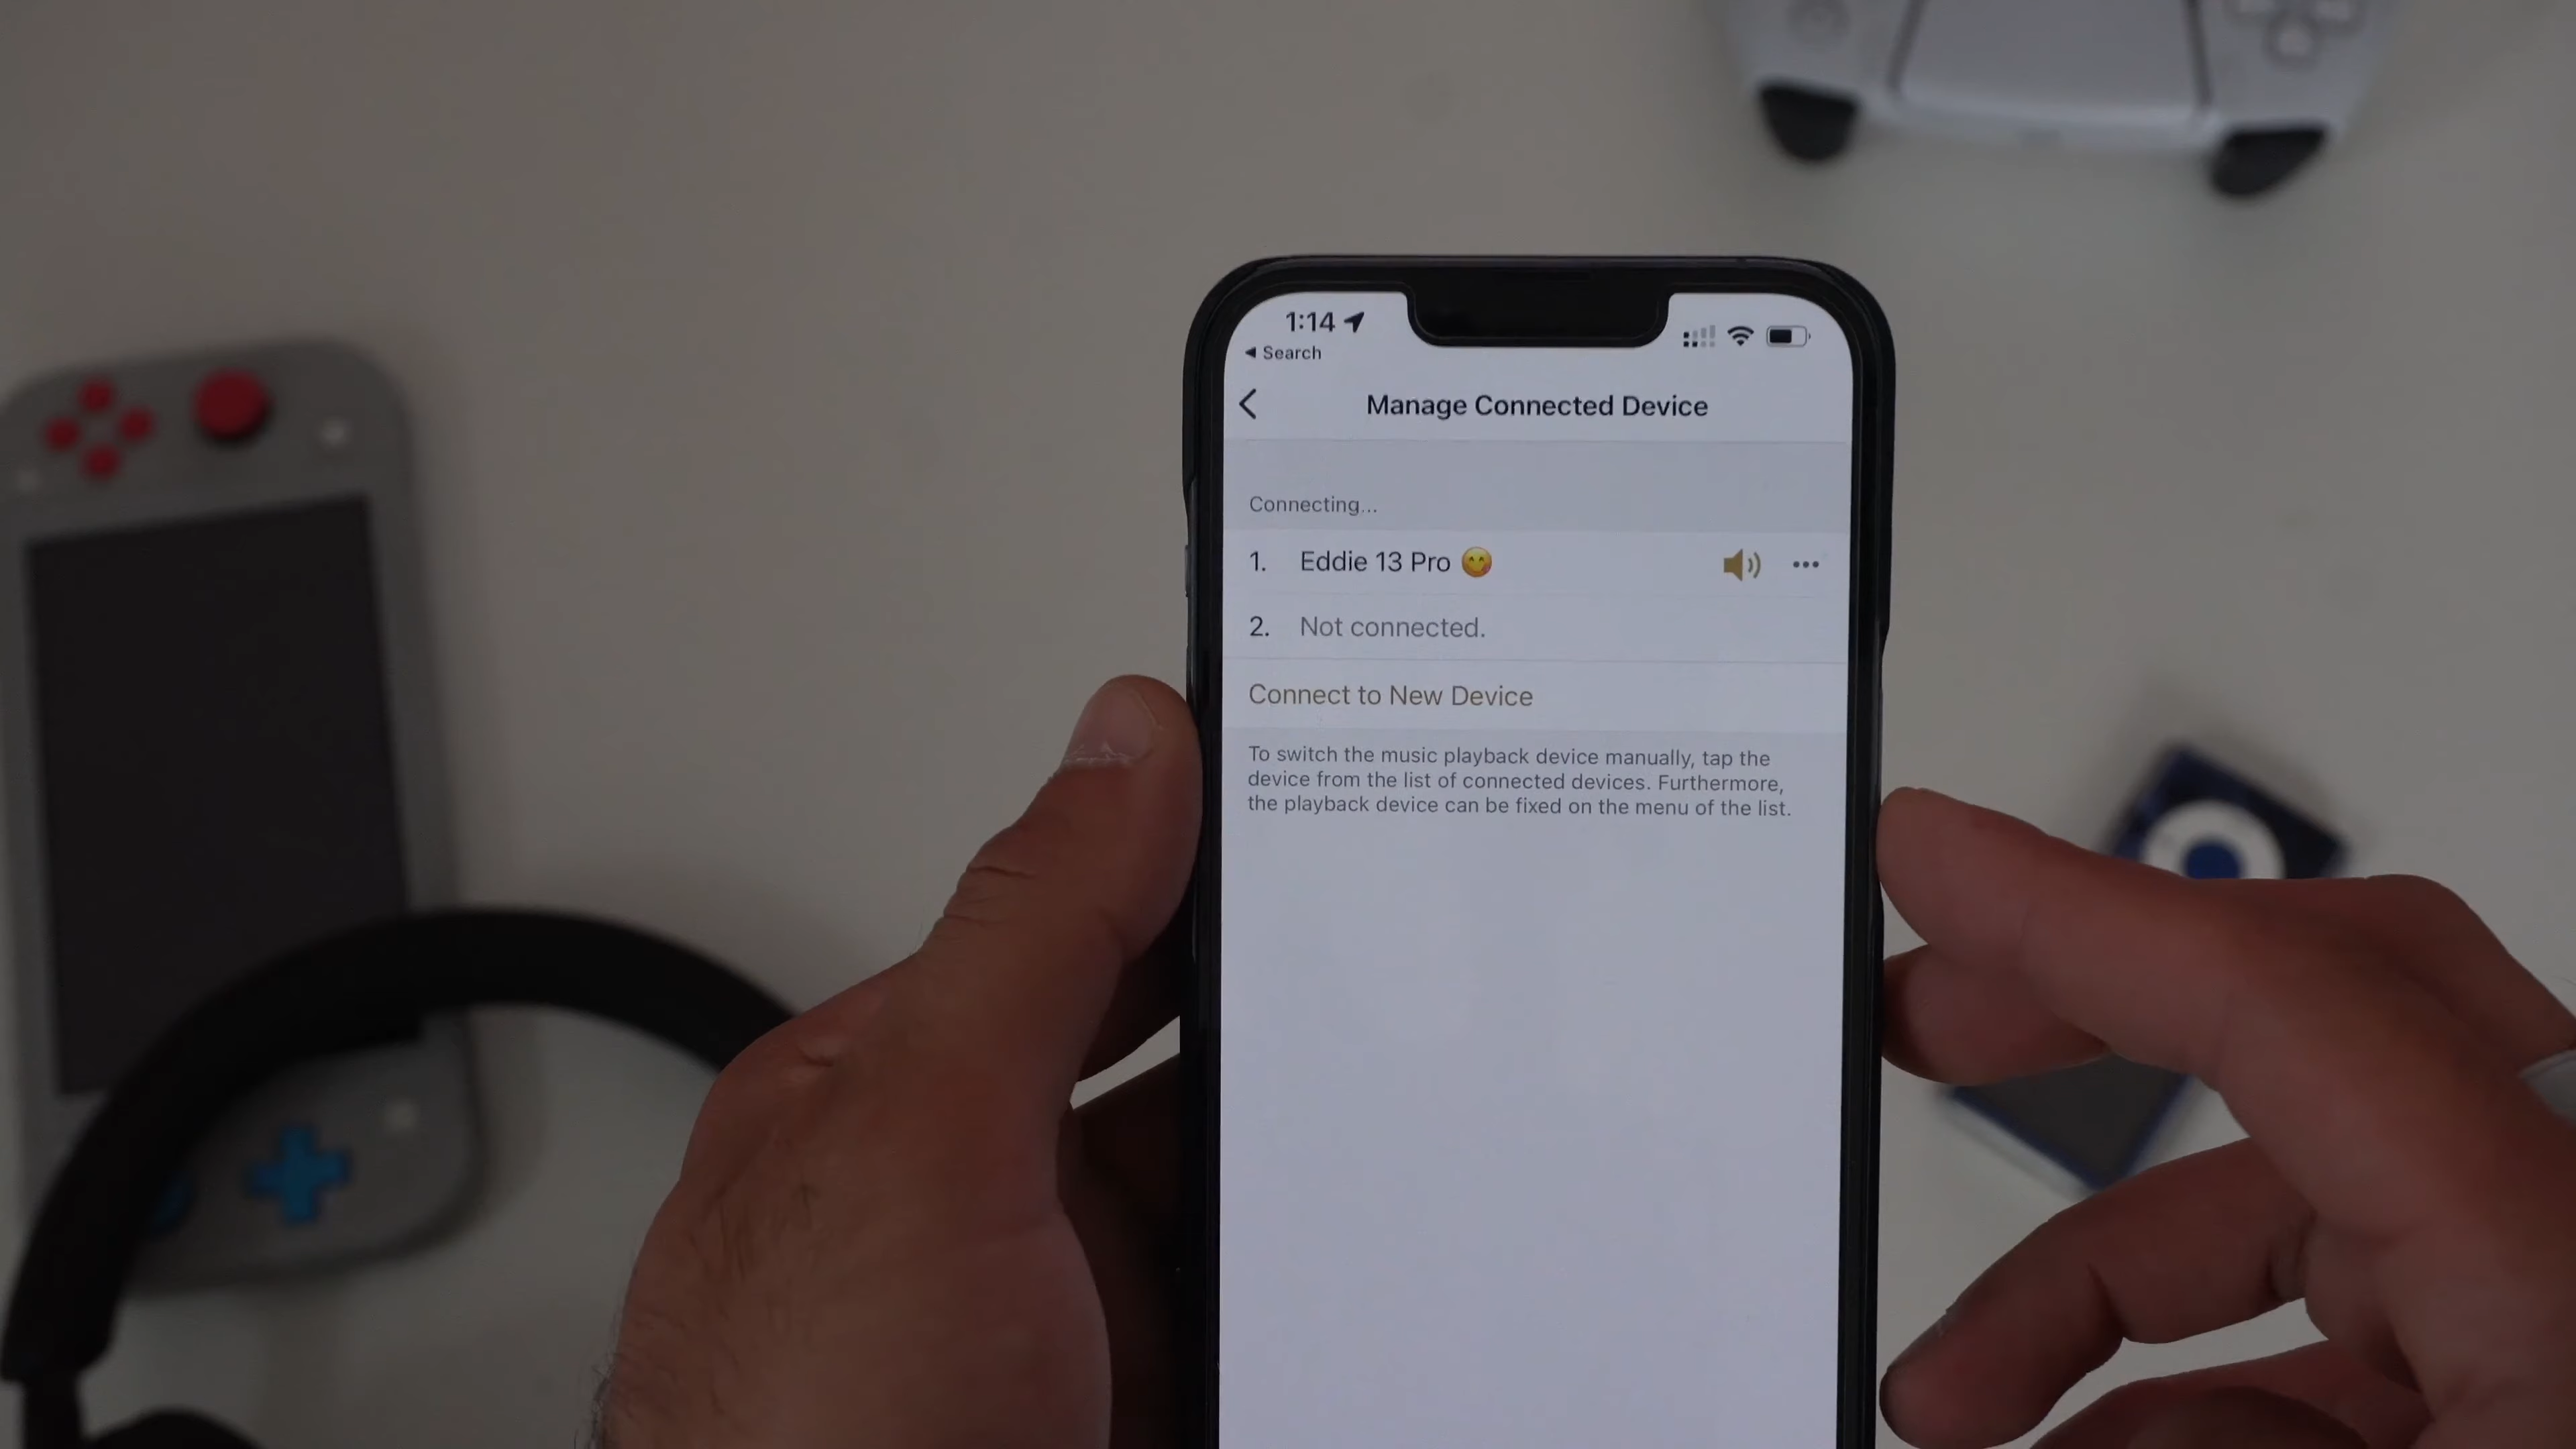 1:14
◀ Search
Manage Connected Device
Connecting...
1. Eddie 13 Pro 😋
2. Not connected.
Connect to New Device
To switch the music playback device manually, tap the
device from the list of connected devices. Furthermore,
the playback device can be fixed on the menu of the list.